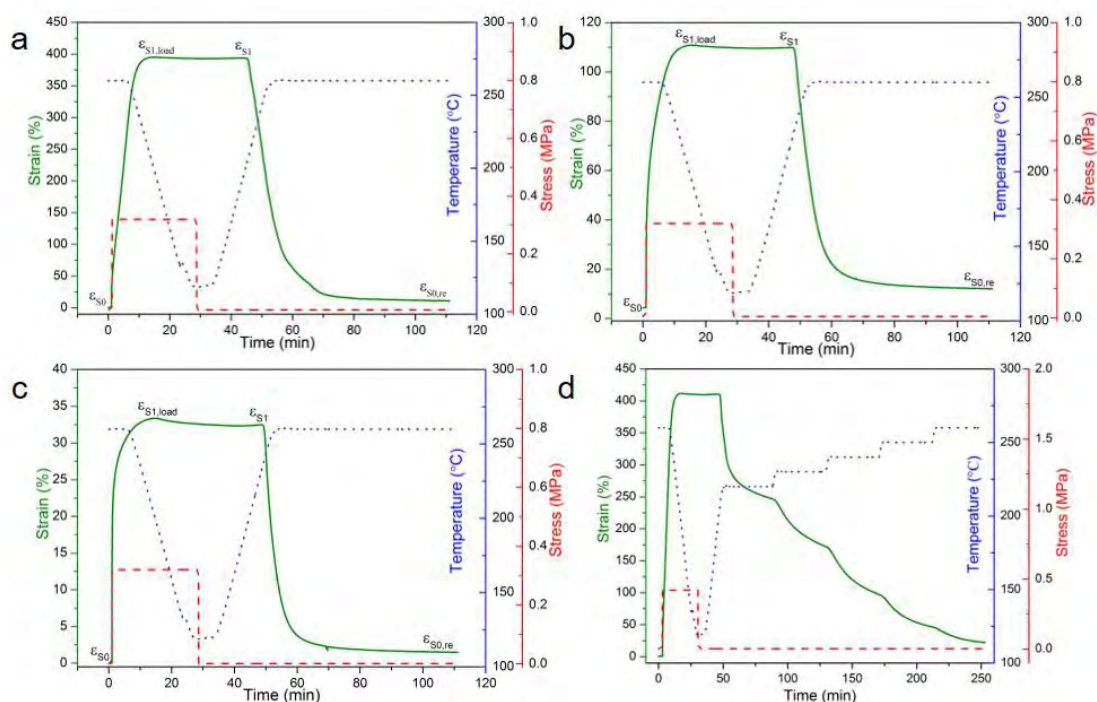 a
Strain (%)
450
400
350
300
250
200
150
100
50
0
εS1,load
εS1
εS0
εS0,re
0 20 40 60 80 100 120
Time (min)
300
250
200
150
100
Temperature (°C)
1.0
0.8
0.6
0.4
0.2
0.0
Stress (MPa)
b
Strain (%)
120
100
80
60
40
20
0
εS1,load
εS1
εS0
εS0,re
0 20 40 60 80 100 120
Time (min)
300
250
200
150
100
Temperature (°C)
1.0
0.8
0.6
0.4
0.2
0.0
Stress (MPa)
c
Strain (%)
40
35
30
25
20
15
10
5
0
εS1,load
εS1
εS0
εS0,re
0 20 40 60 80 100 120
Time (min)
300
250
200
150
100
Temperature (°C)
1.0
0.8
0.6
0.4
0.2
0.0
Stress (MPa)
d
Strain (%)
450
400
350
300
250
200
150
100
50
0
0 50 100 150 200 250
Time (min)
300
250
200
150
100
Temperature (°C)
2.0
1.6
1.2
0.8
0.4
0.0
Stress (MPa)